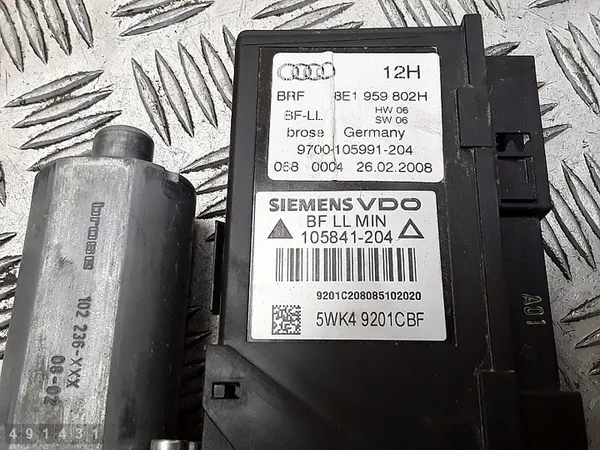 12H
BRF 8E1 959 802H
BF-LL HW 06
SW 06
brose Germany
9700-105991-204
068 0004 26.02.2008
SIEMENS VDO
BF LL MIN
105841-204
9201C208085102020
5WK4 9201CBF
brose 102 236-XXX
08-02
A01
491431